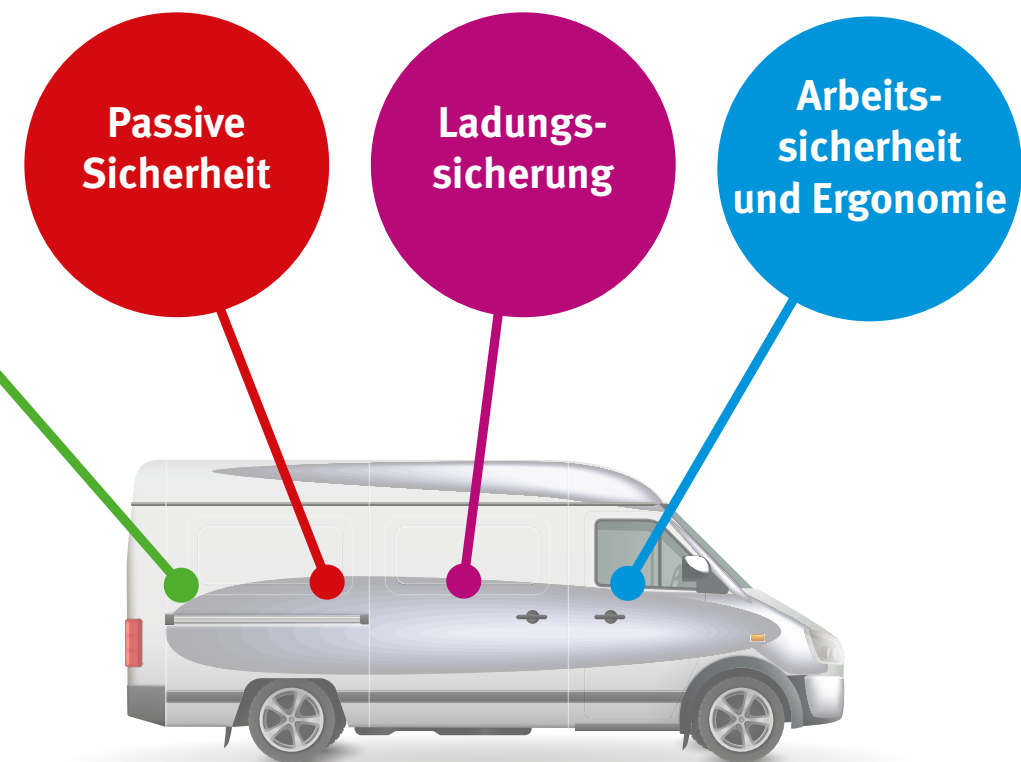 Passive
Sicherheit
Ladungs-
sicherung
Arbeits-
sicherheit
und Ergonomie